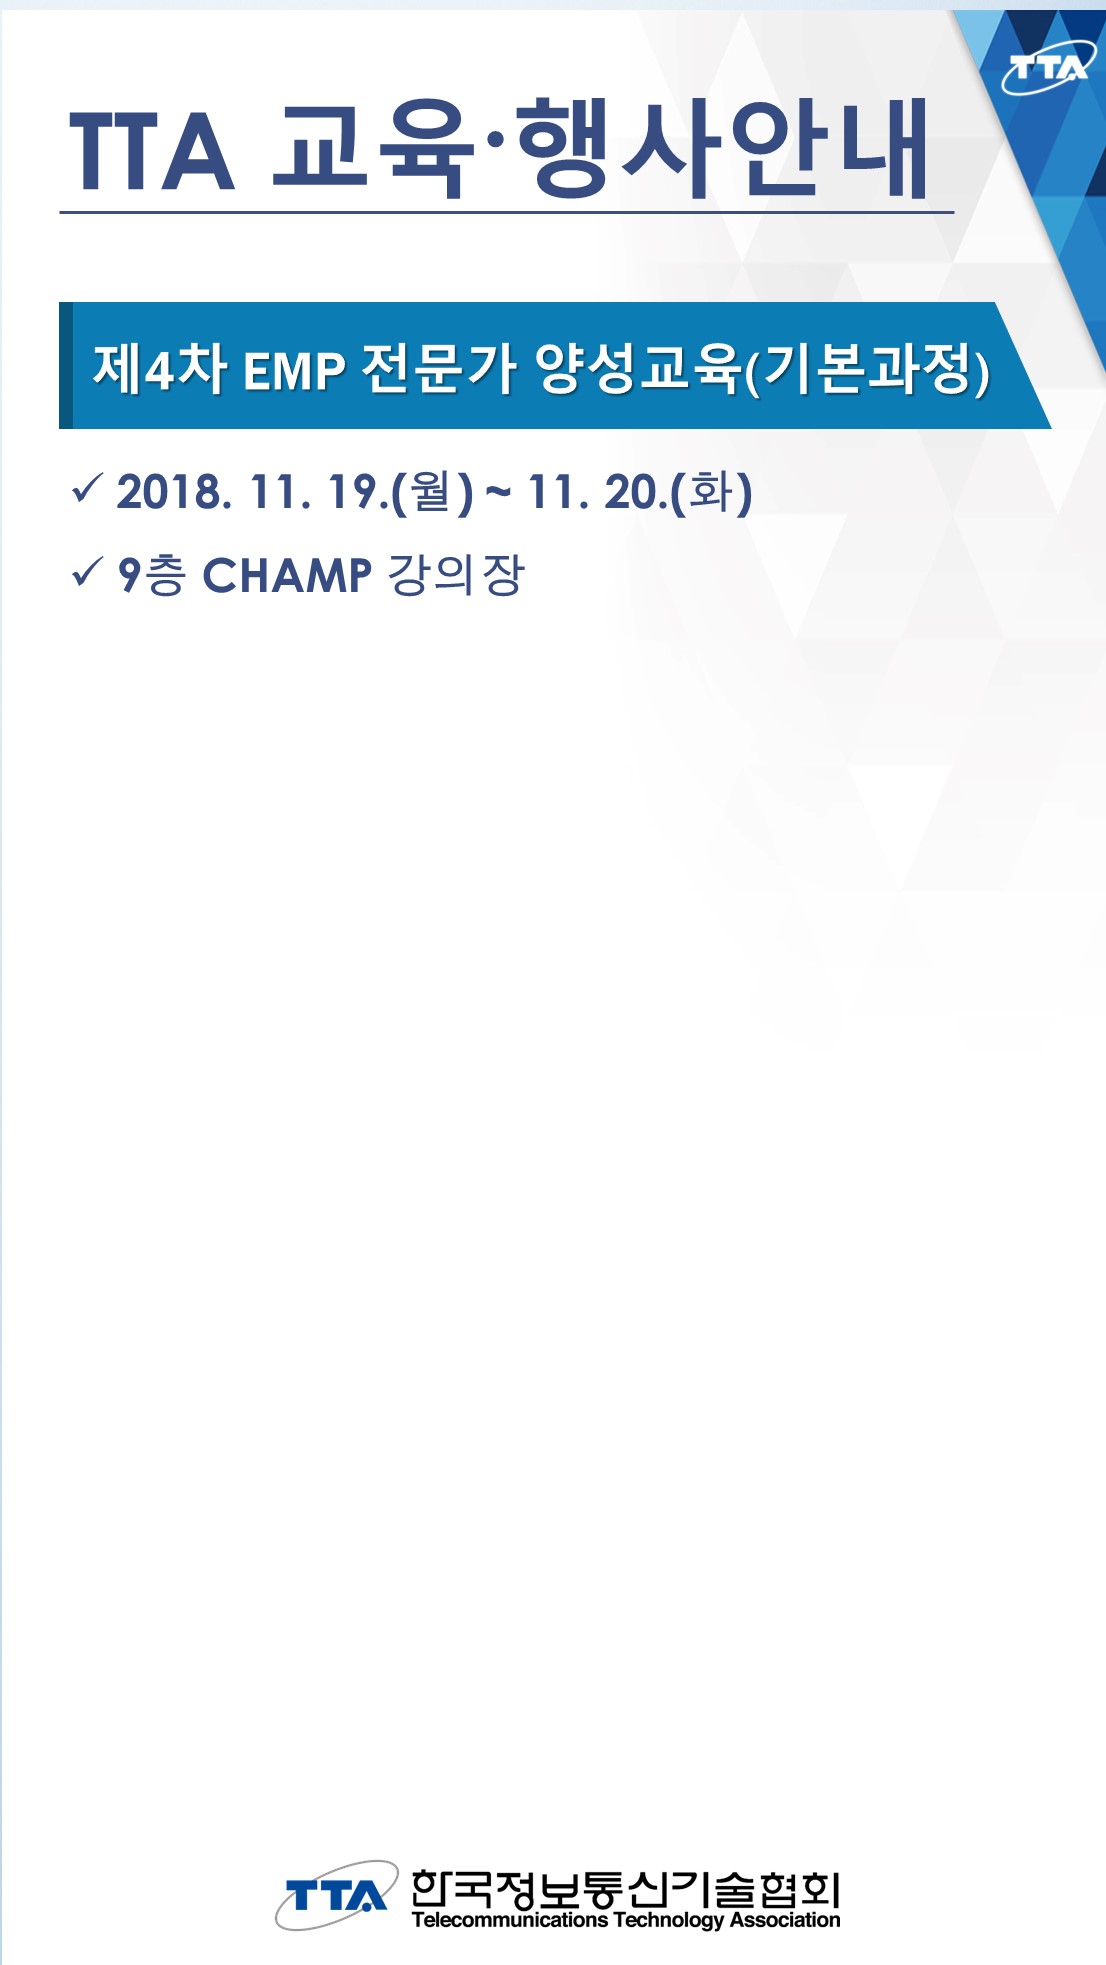 TTA
TTA 교육·행사안내
제4차 EMP 전문가 양성교육(기본과정)
✓ 2018. 11. 19.(월) ~ 11. 20.(화)
✓ 9층 CHAMP 강의장
TTA 한국정보통신기술협회
Telecommunications Technology Association